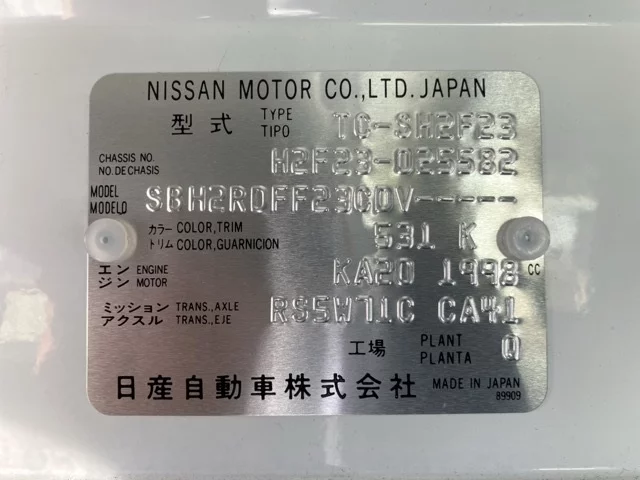 NISSAN MOTOR CO.,LTD. JAPAN
型式 TYPE TIPO TC-SH2F23
CHASSIS NO. NO.DE CHASIS H2F23-025582
MODEL MODELO SBH2RDFF23GDV-----
カラー COLOR,TRIM トリム COLOR,GUARNICION 531 K
エンジン ENGINE MOTOR KA20 1998 CC
ミッション TRANS.,AXLE アクスル TRANS.,EJE RS5W71C CA41
工場 PLANT PLANTA Q
日産自動車株式会社 MADE IN JAPAN
89909